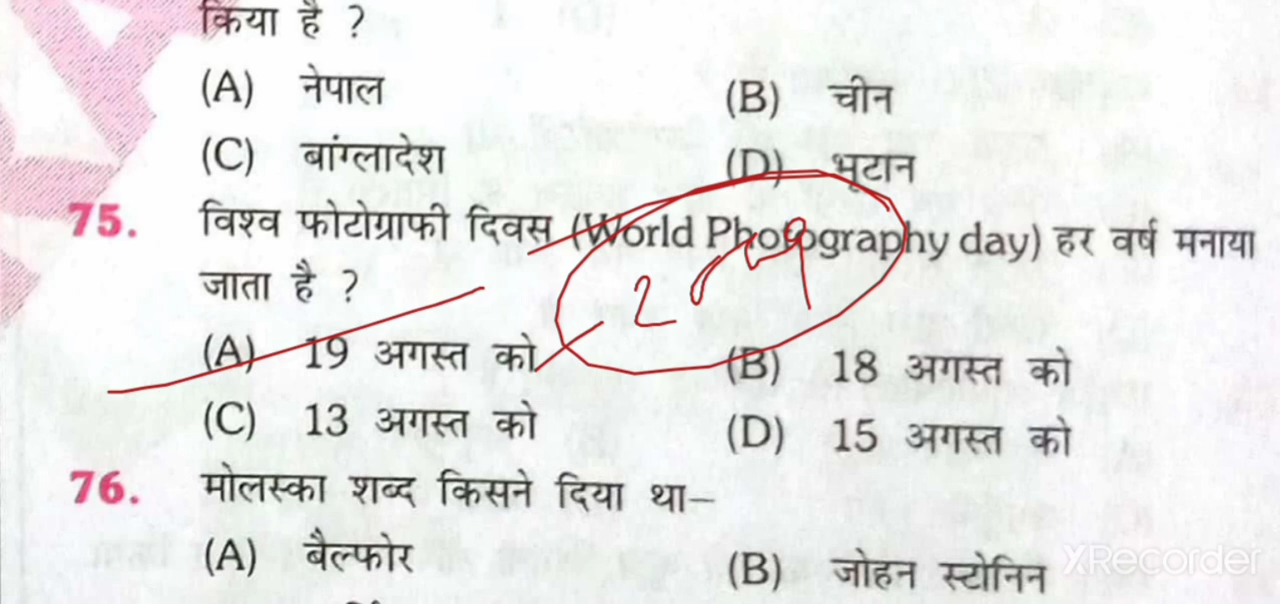 किया है ?
(A) नेपाल (B) चीन
(C) बांग्लादेश (D) भूटान
75. विश्व फोटोग्राफी दिवस (World Photography day) हर वर्ष मनाया
जाता है ?
(A) 19 अगस्त को (B) 18 अगस्त को
(C) 13 अगस्त को (D) 15 अगस्त को
76. मोलस्का शब्द किसने दिया था–
(A) बैल्फोर (B) जोहन स्टोनिन
XRecorder